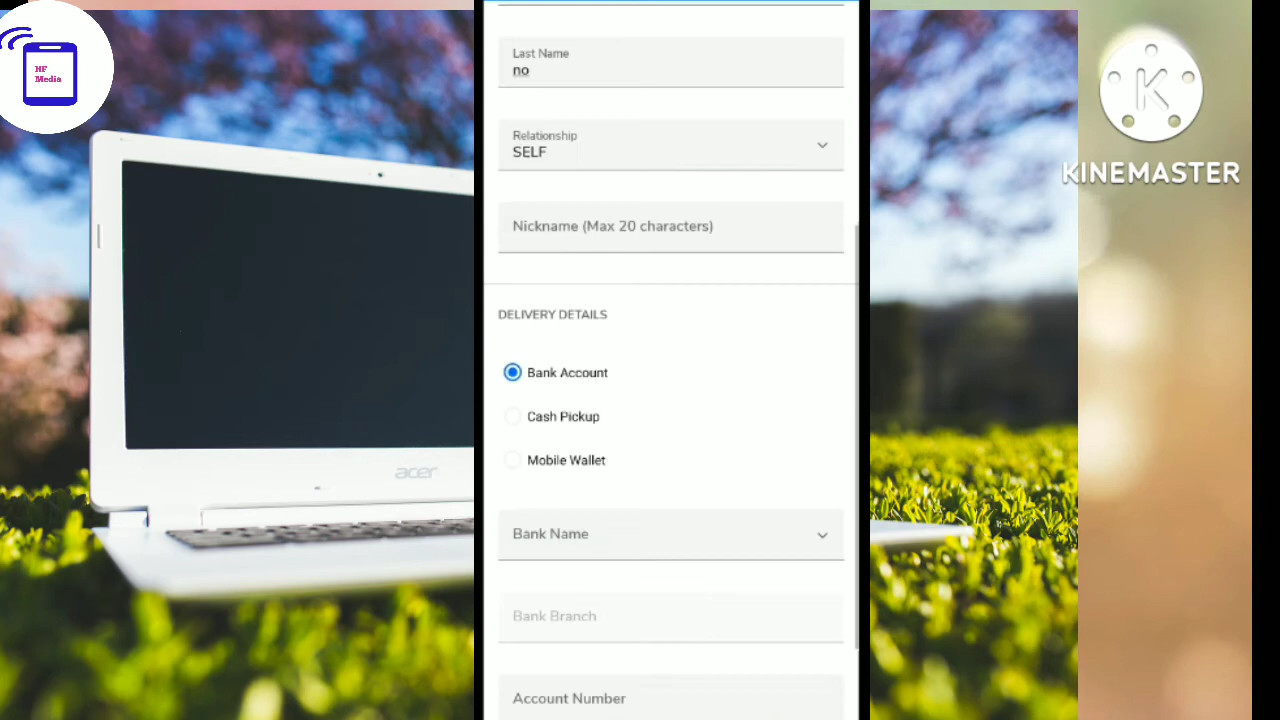 HF
Media
acer
Last Name
no
Relationship
SELF
Nickname (Max 20 characters)
DELIVERY DETAILS
Bank Account
Cash Pickup
Mobile Wallet
Bank Name
Bank Branch
Account Number
K
KINEMASTER